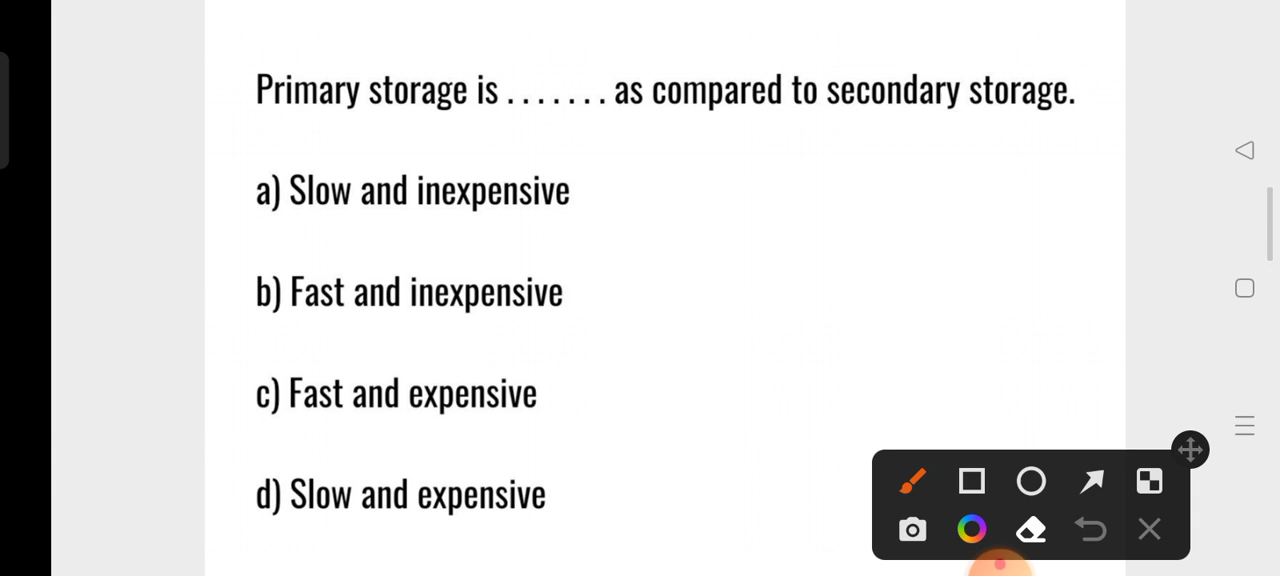 Primary storage is ....... as compared to secondary storage.
a) Slow and inexpensive
b) Fast and inexpensive
c) Fast and expensive
d) Slow and expensive